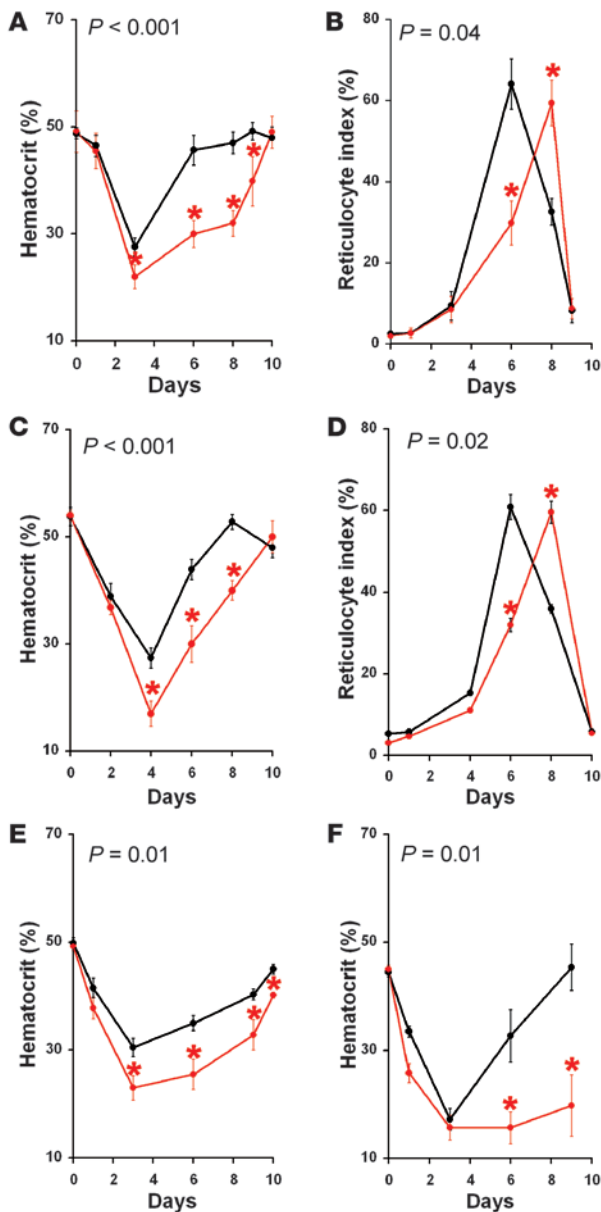 A
P < 0.001
Hematocrit (%)
70
50
30
10
0 2 4 6 8 10
Days
B
P = 0.04
Reticulocyte index (%)
80
60
40
20
0
0 2 4 6 8 10
Days
C
P < 0.001
Hematocrit (%)
70
50
30
10
0 2 4 6 8 10
Days
D
P = 0.02
Reticulocyte index (%)
80
60
40
20
0
0 2 4 6 8 10
Days
E
P = 0.01
Hematocrit (%)
70
50
30
10
0 2 4 6 8 10
Days
F
P = 0.01
Hematocrit (%)
70
50
30
10
0 2 4 6 8 10
Days